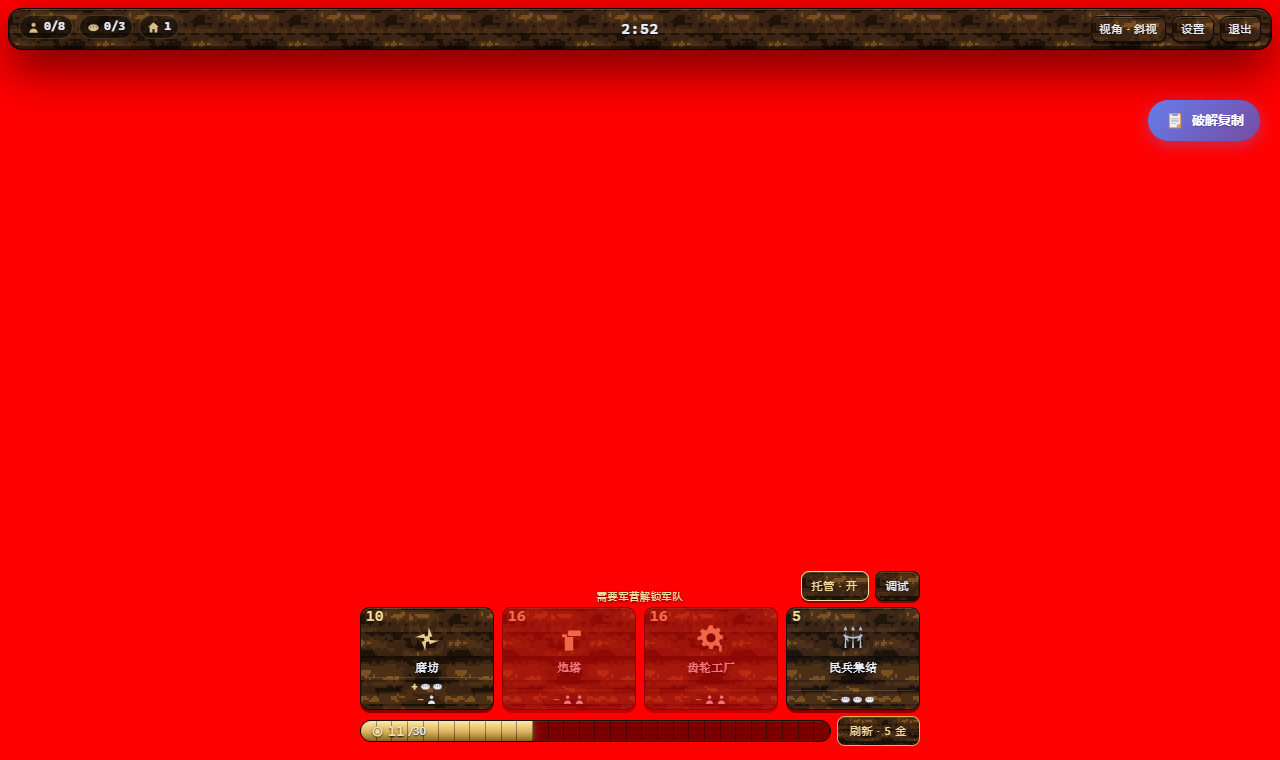 0/8 0/3 1 2:52 视角 · 斜视 设置 退出
破解复制
托管 · 开 调试
需要军营解锁军队
10 16 16 5
磨坊 炮塔 齿轮工厂 民兵集结
+
− − − −
11/30 刷新 · 5 金